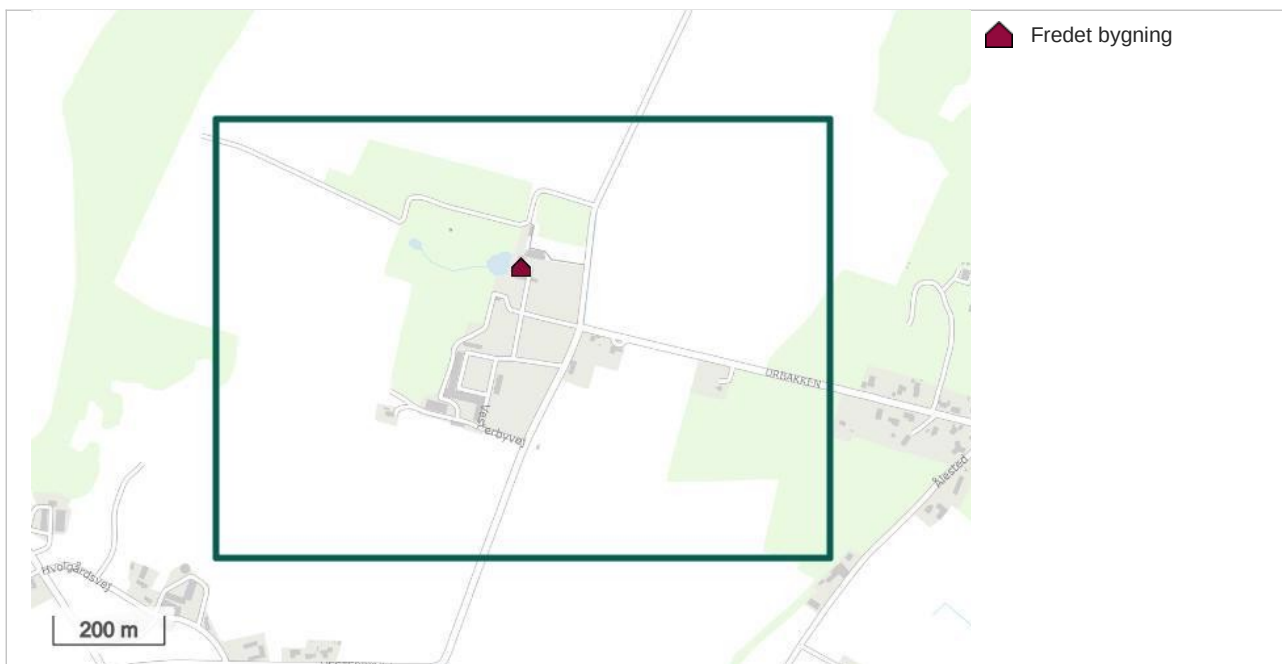 Fredet bygning
ØRBAKKEN
Vesterbyvej
Ålested
Hvolgårdsvej
200 m